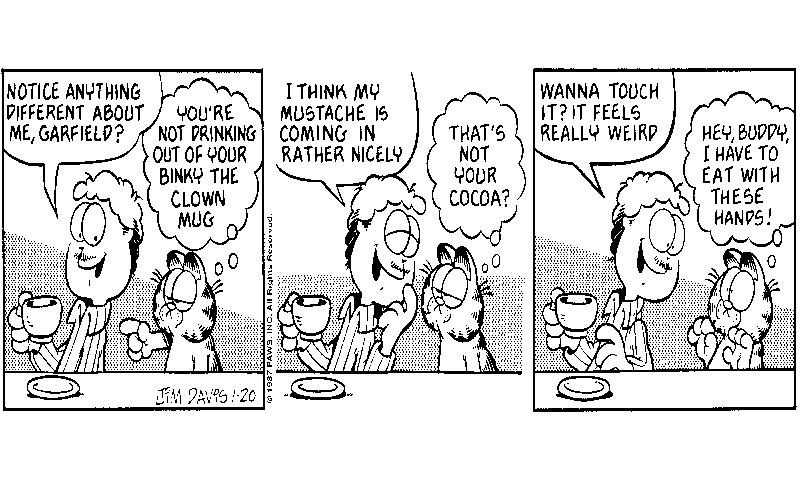 NOTICE ANYTHING
DIFFERENT ABOUT
ME, GARFIELD?
YOU'RE
NOT DRINKING
OUT OF YOUR
BINKY THE
CLOWN
MUG
JIM DAVIS 1-20
© 1987 PAWS, INC. All Rights Reserved.
I THINK MY
MUSTACHE IS
COMING IN
RATHER NICELY
THAT'S
NOT
YOUR
COCOA?
WANNA TOUCH
IT? IT FEELS
REALLY WEIRD
HEY, BUDDY,
I HAVE TO
EAT WITH
THESE
HANDS!